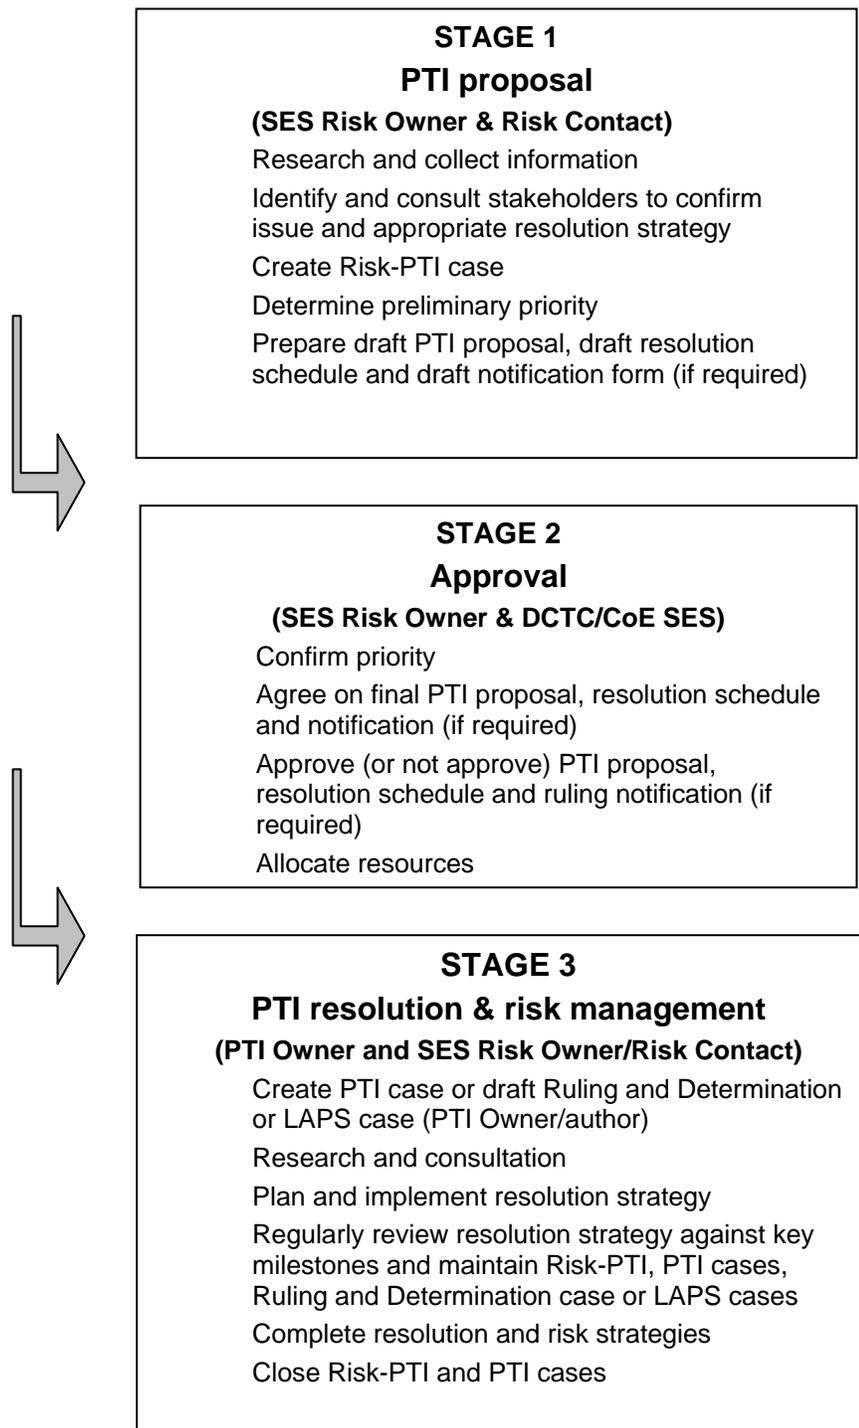 STAGE 1
PTI proposal
(SES Risk Owner & Risk Contact)
Research and collect information
Identify and consult stakeholders to confirm
issue and appropriate resolution strategy
Create Risk-PTI case
Determine preliminary priority
Prepare draft PTI proposal, draft resolution
schedule and draft notification form (if required)
STAGE 2
Approval
(SES Risk Owner & DCTC/CoE SES)
Confirm priority
Agree on final PTI proposal, resolution schedule
and notification (if required)
Approve (or not approve) PTI proposal,
resolution schedule and ruling notification (if
required)
Allocate resources
STAGE 3
PTI resolution & risk management
(PTI Owner and SES Risk Owner/Risk Contact)
Create PTI case or draft Ruling and Determination
or LAPS case (PTI Owner/author)
Research and consultation
Plan and implement resolution strategy
Regularly review resolution strategy against key
milestones and maintain Risk-PTI, PTI cases,
Ruling and Determination case or LAPS cases
Complete resolution and risk strategies
Close Risk-PTI and PTI cases